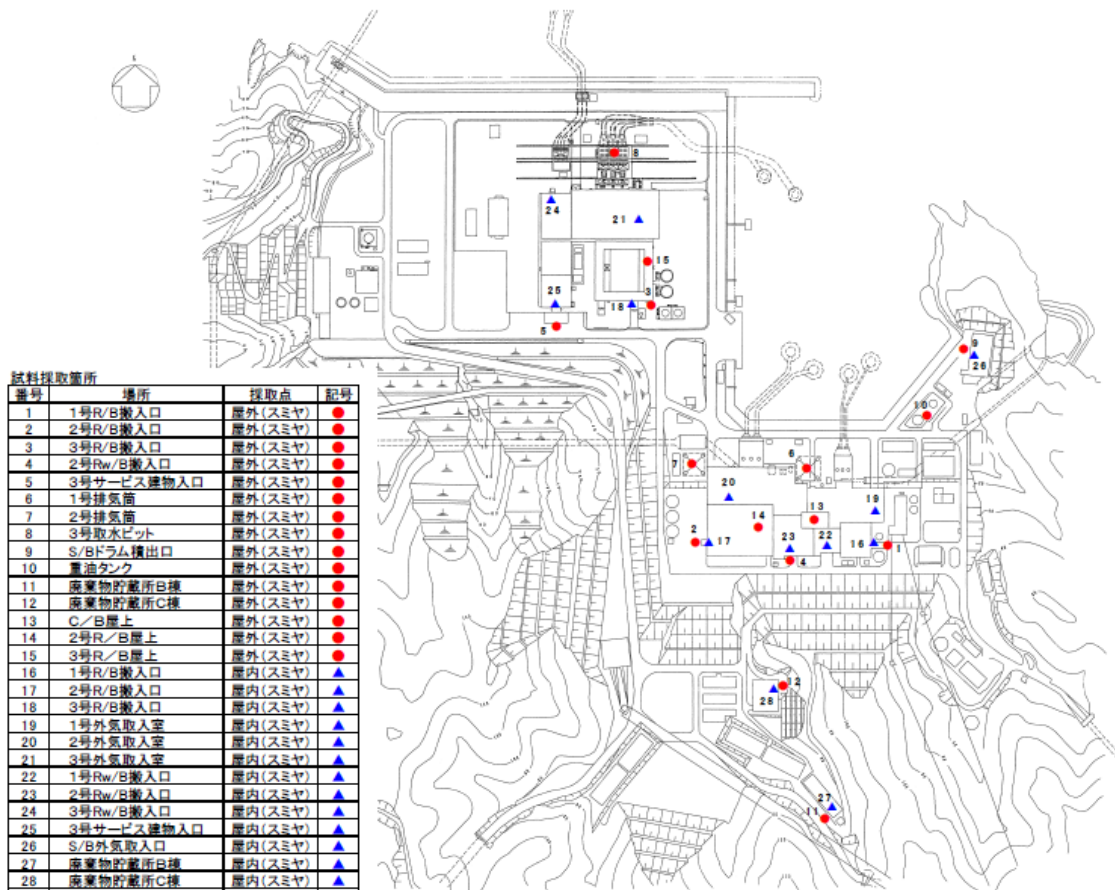 8
24
21
15
25
3
18
5
9
26
10
6
7
20
19
13
14
2
17
23
22
16
1
4
12
28
27
11
試料採取箇所
番号 場所 採取点 記号
1 1号R/B搬入口 屋外(スミヤ) ●
2 2号R/B搬入口 屋外(スミヤ) ●
3 3号R/B搬入口 屋外(スミヤ) ●
4 2号Rw/B搬入口 屋外(スミヤ) ●
5 3号サービス建物入口 屋外(スミヤ) ●
6 1号排気筒 屋外(スミヤ) ●
7 2号排気筒 屋外(スミヤ) ●
8 3号取水ピット 屋外(スミヤ) ●
9 S/Bドラム積出口 屋外(スミヤ) ●
10 重油タンク 屋外(スミヤ) ●
11 廃棄物貯蔵所B棟 屋外(スミヤ) ●
12 廃棄物貯蔵所C棟 屋外(スミヤ) ●
13 C/B屋上 屋外(スミヤ) ●
14 2号R/B屋上 屋外(スミヤ) ●
15 3号R/B屋上 屋外(スミヤ) ●
16 1号R/B搬入口 屋内(スミヤ) ▲
17 2号R/B搬入口 屋内(スミヤ) ▲
18 3号R/B搬入口 屋内(スミヤ) ▲
19 1号外気取入室 屋内(スミヤ) ▲
20 2号外気取入室 屋内(スミヤ) ▲
21 3号外気取入室 屋内(スミヤ) ▲
22 1号Rw/B搬入口 屋内(スミヤ) ▲
23 2号Rw/B搬入口 屋内(スミヤ) ▲
24 3号Rw/B搬入口 屋内(スミヤ) ▲
25 3号サービス建物入口 屋内(スミヤ) ▲
26 S/B外気取入口 屋内(スミヤ) ▲
27 廃棄物貯蔵所B棟 屋内(スミヤ) ▲
28 廃棄物貯蔵所C棟 屋内(スミヤ) ▲